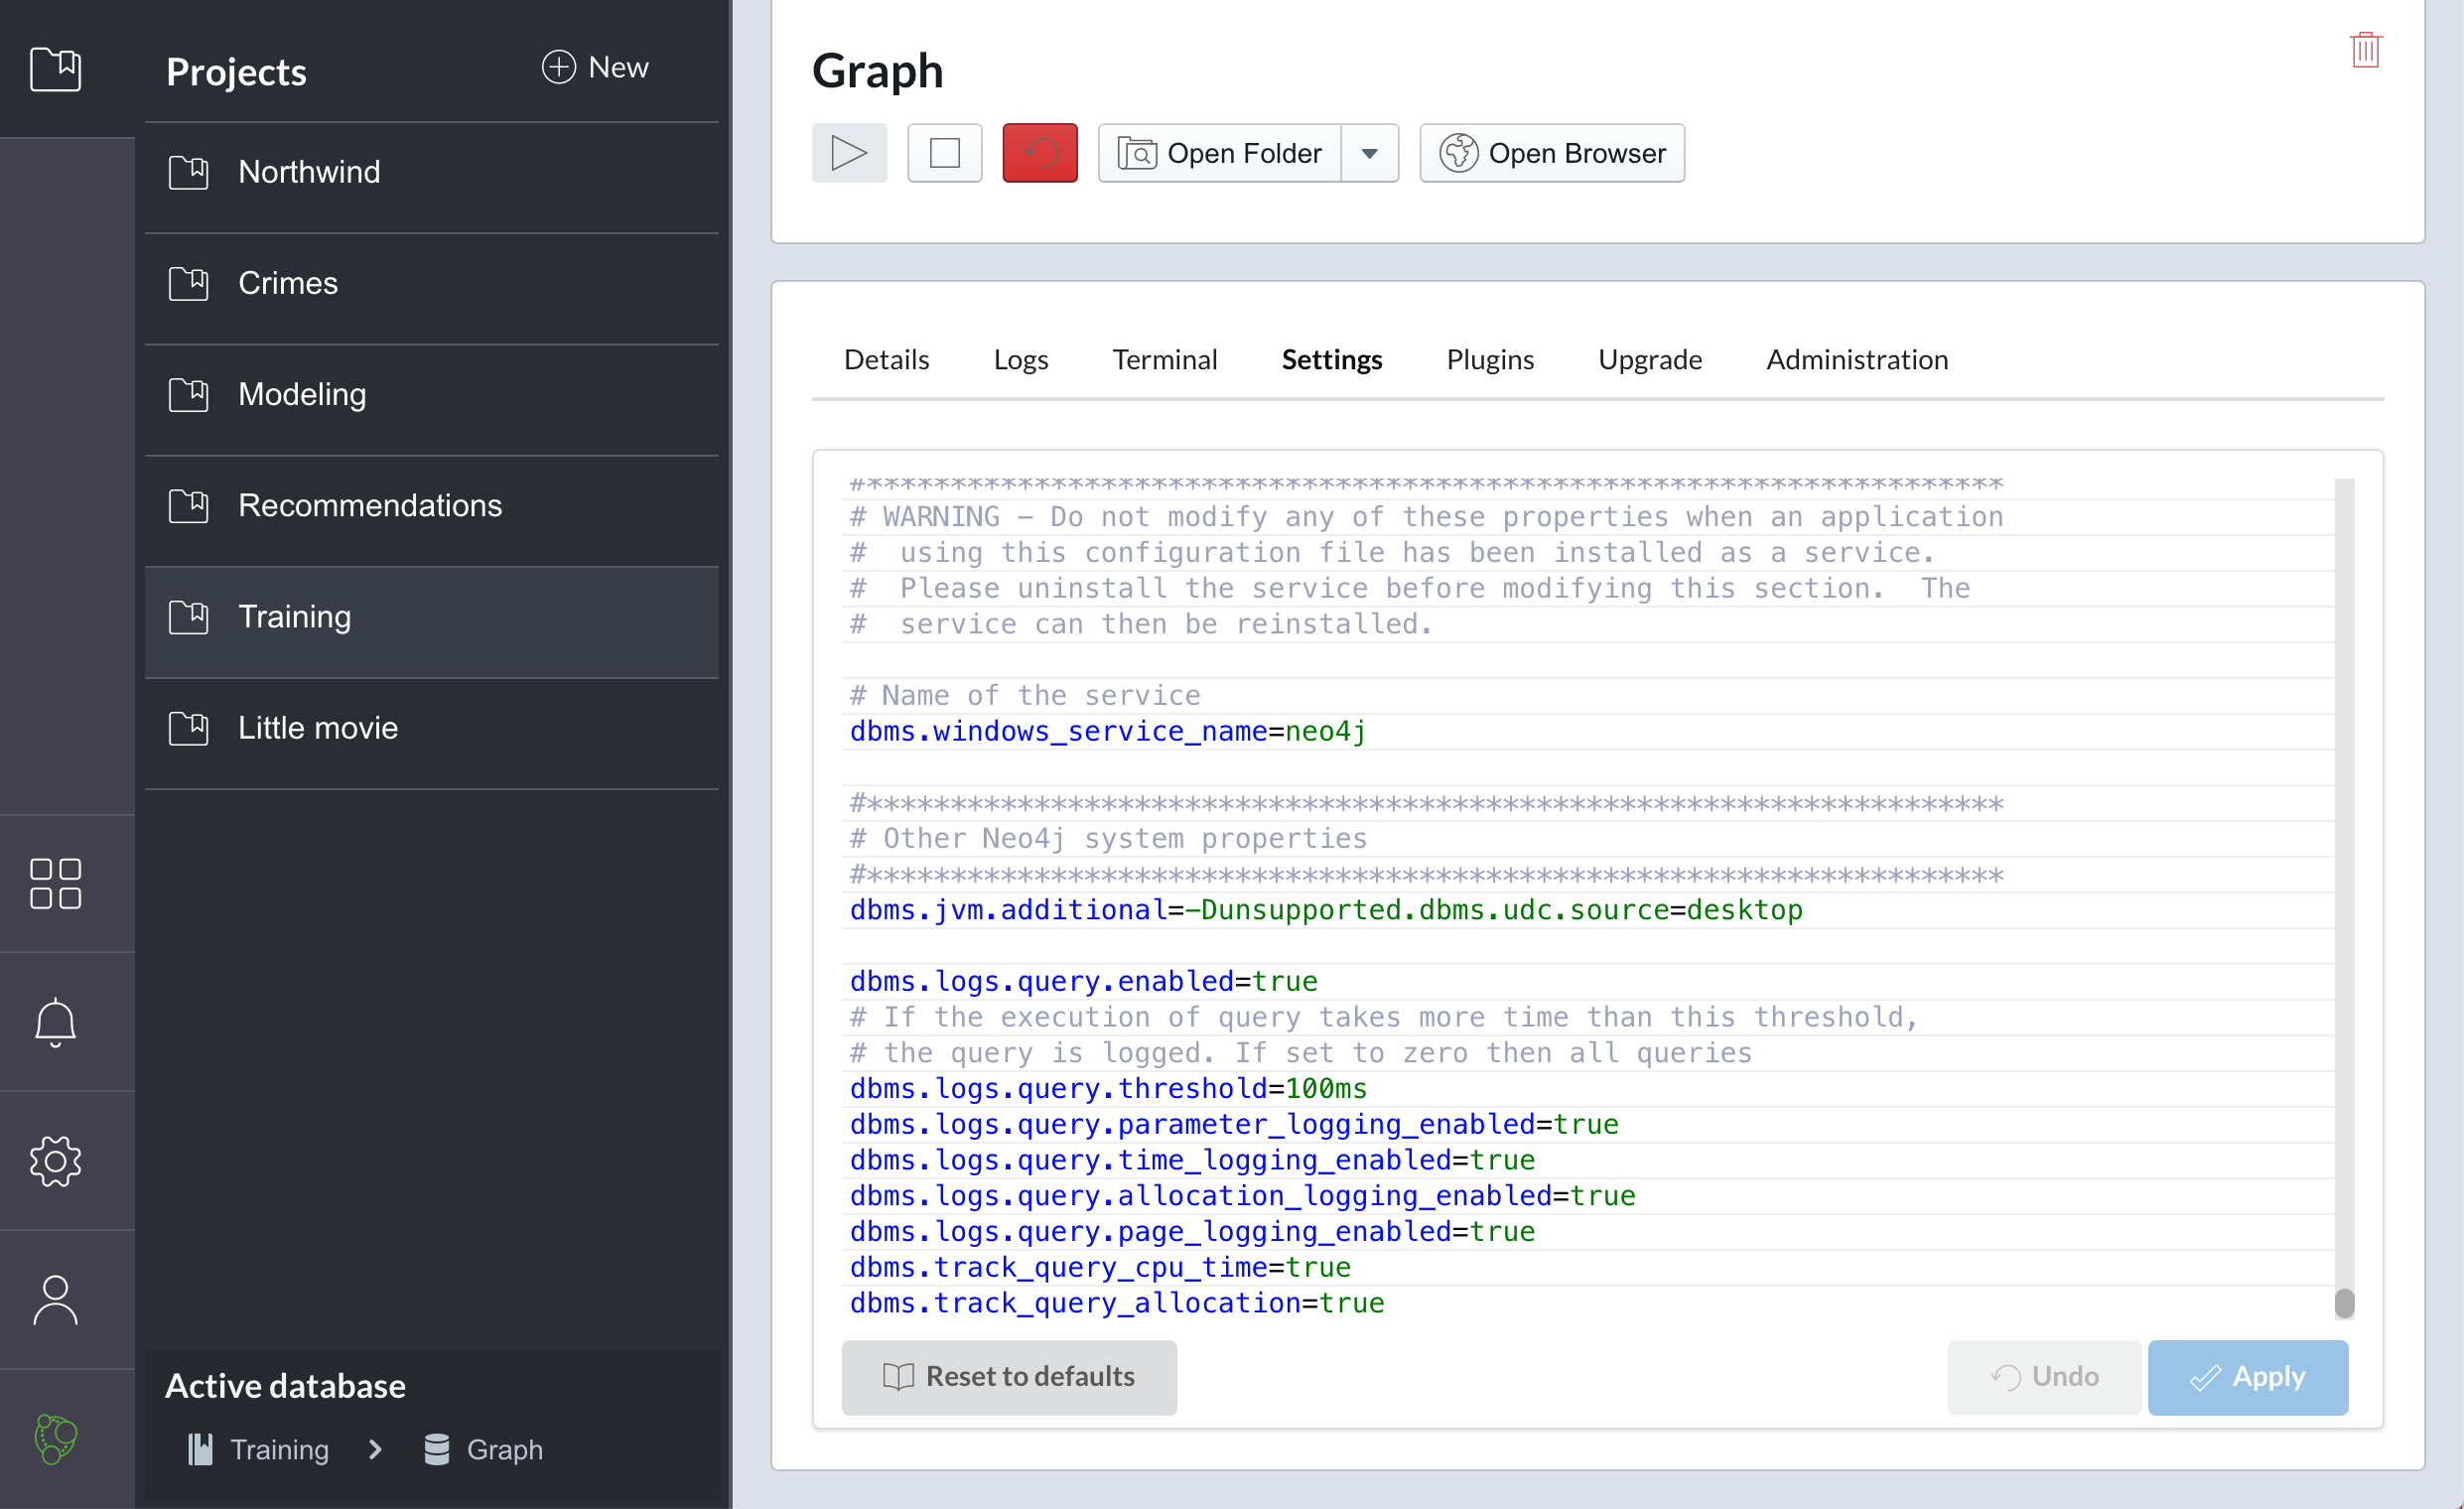 Projects
New
Northwind
Crimes
Modeling
Recommendations
Training
Little movie
Active database
Training > Graph
Graph
Open Folder
Open Browser
Details Logs Terminal Settings Plugins Upgrade Administration
#********************************************************************
# WARNING - Do not modify any of these properties when an application
#  using this configuration file has been installed as a service.
#  Please uninstall the service before modifying this section.  The
#  service can then be reinstalled.
# Name of the service
dbms.windows_service_name=neo4j
#********************************************************************
# Other Neo4j system properties
#********************************************************************
dbms.jvm.additional=-Dunsupported.dbms.udc.source=desktop
dbms.logs.query.enabled=true
# If the execution of query takes more time than this threshold,
# the query is logged. If set to zero then all queries
dbms.logs.query.threshold=100ms
dbms.logs.query.parameter_logging_enabled=true
dbms.logs.query.time_logging_enabled=true
dbms.logs.query.allocation_logging_enabled=true
dbms.logs.query.page_logging_enabled=true
dbms.track_query_cpu_time=true
dbms.track_query_allocation=true
Reset to defaults
Undo
Apply